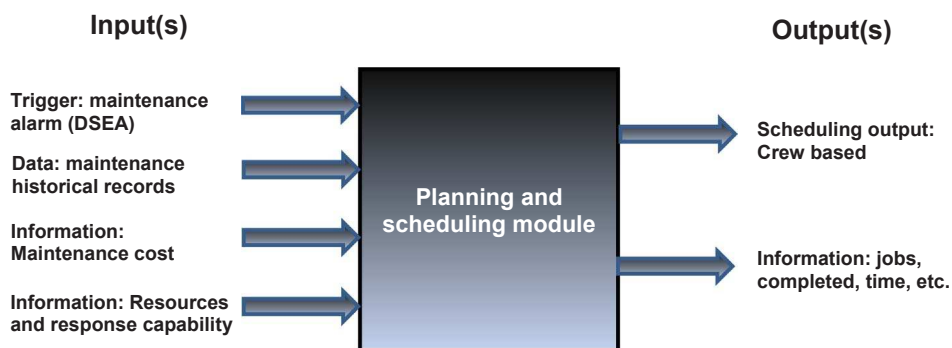 Input(s)
Output(s)
Trigger: maintenance
alarm (DSEA)
Data: maintenance
historical records
Information:
Maintenance cost
Information: Resources
and response capability
Planning and
scheduling module
Scheduling output:
Crew based
Information: jobs,
completed, time, etc.